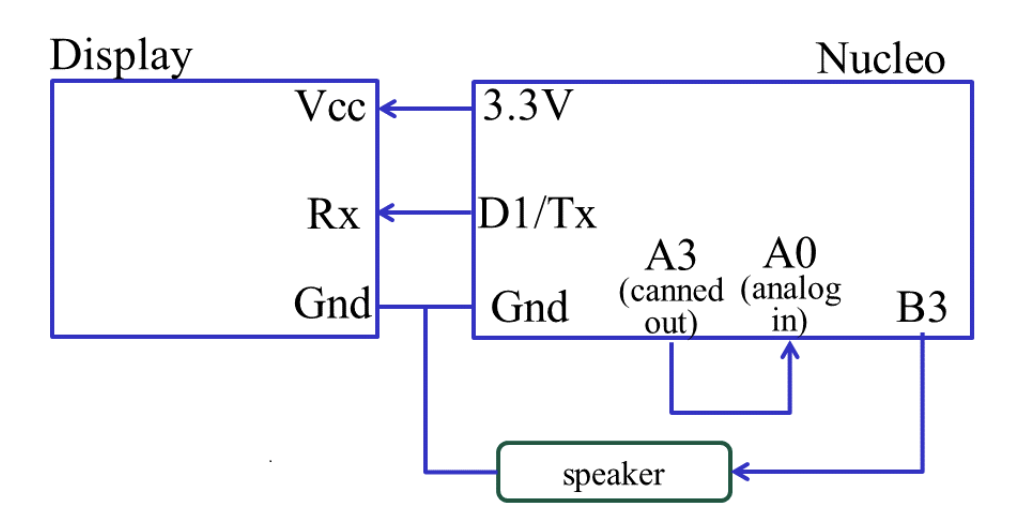 Display
Nucleo
Vcc
3.3V
Rx
D1/Tx
A3
(canned
out)
A0
(analog
in)
Gnd
Gnd
B3
speaker